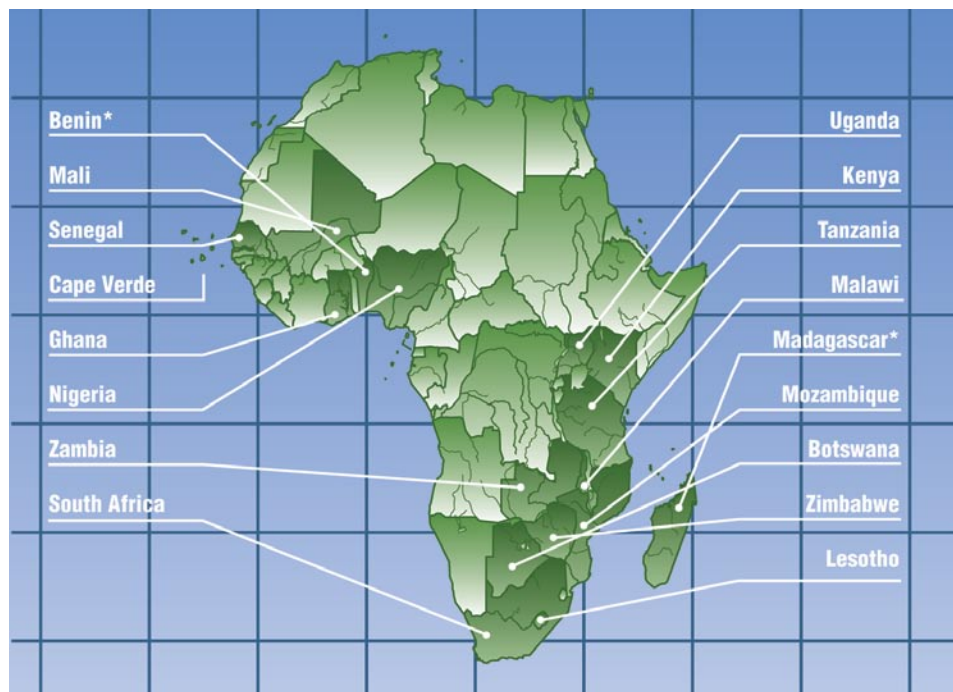 Benin*
Mali
Senegal
Cape Verde
Ghana
Nigeria
Zambia
South Africa
Uganda
Kenya
Tanzania
Malawi
Madagascar*
Mozambique
Botswana
Zimbabwe
Lesotho